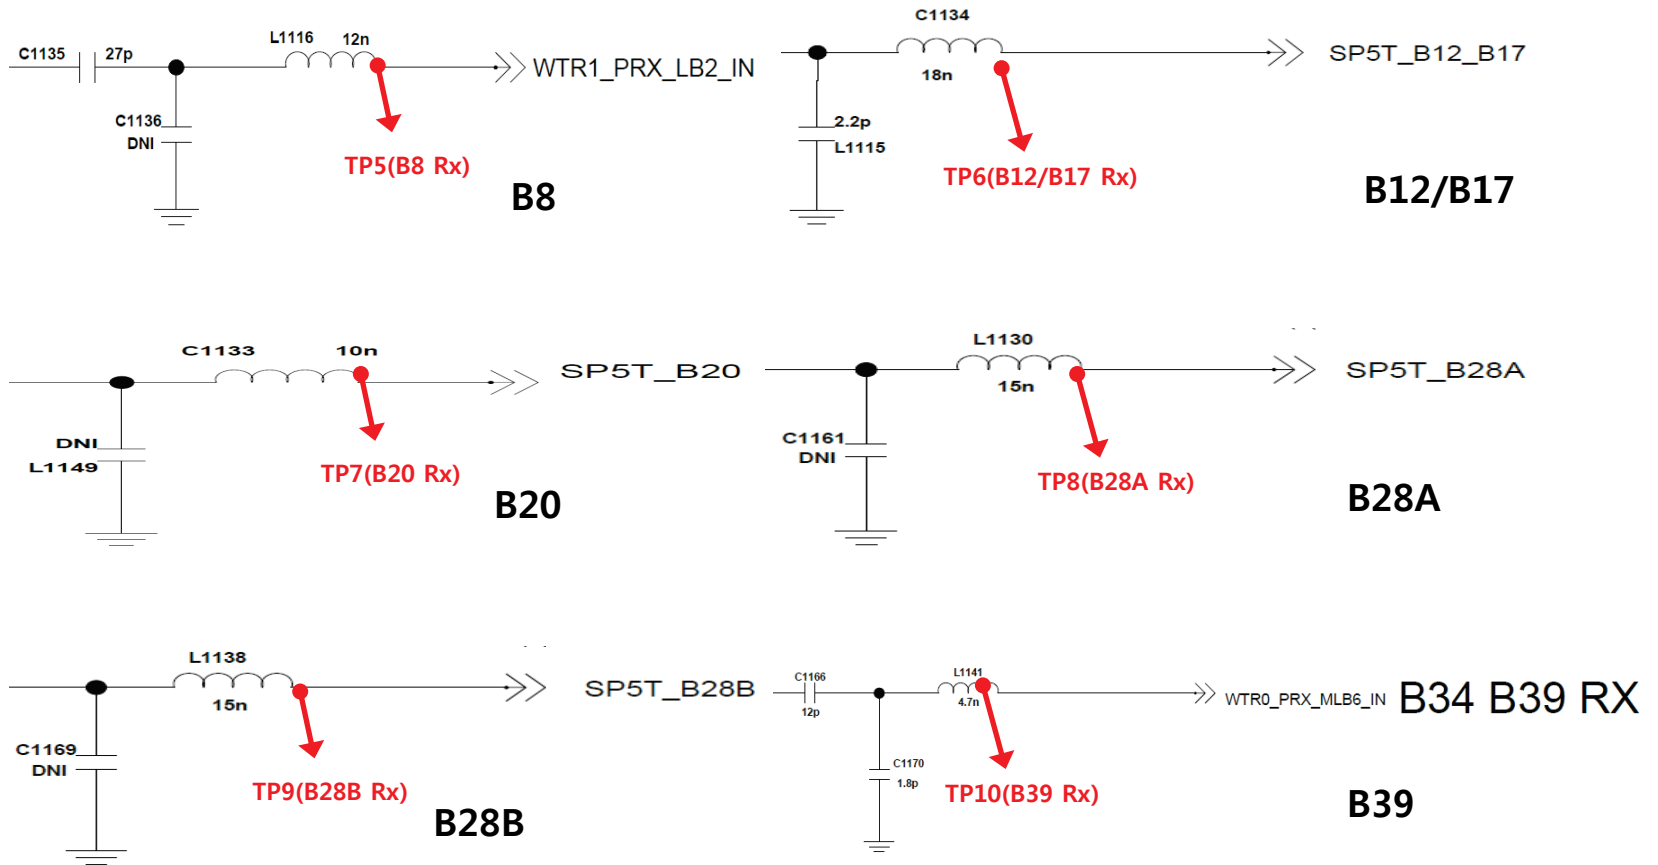 C1135 27p
L1116 12n
WTR1_PRX_LB2_IN
C1136
DNI
TP5(B8 Rx)
B8
C1134
18n
SP5T_B12_B17
2.2p
L1115
TP6(B12/B17 Rx)
B12/B17
C1133 10n
SP5T_B20
DNI
L1149
TP7(B20 Rx)
B20
L1130
15n
SP5T_B28A
C1161
DNI
TP8(B28A Rx)
B28A
L1138
15n
SP5T_B28B
C1169
DNI
TP9(B28B Rx)
B28B
C1166
12p
L1141
4.7n
WTR0_PRX_MLB6_IN B34 B39 RX
C1170
1.8p
TP10(B39 Rx)
B39